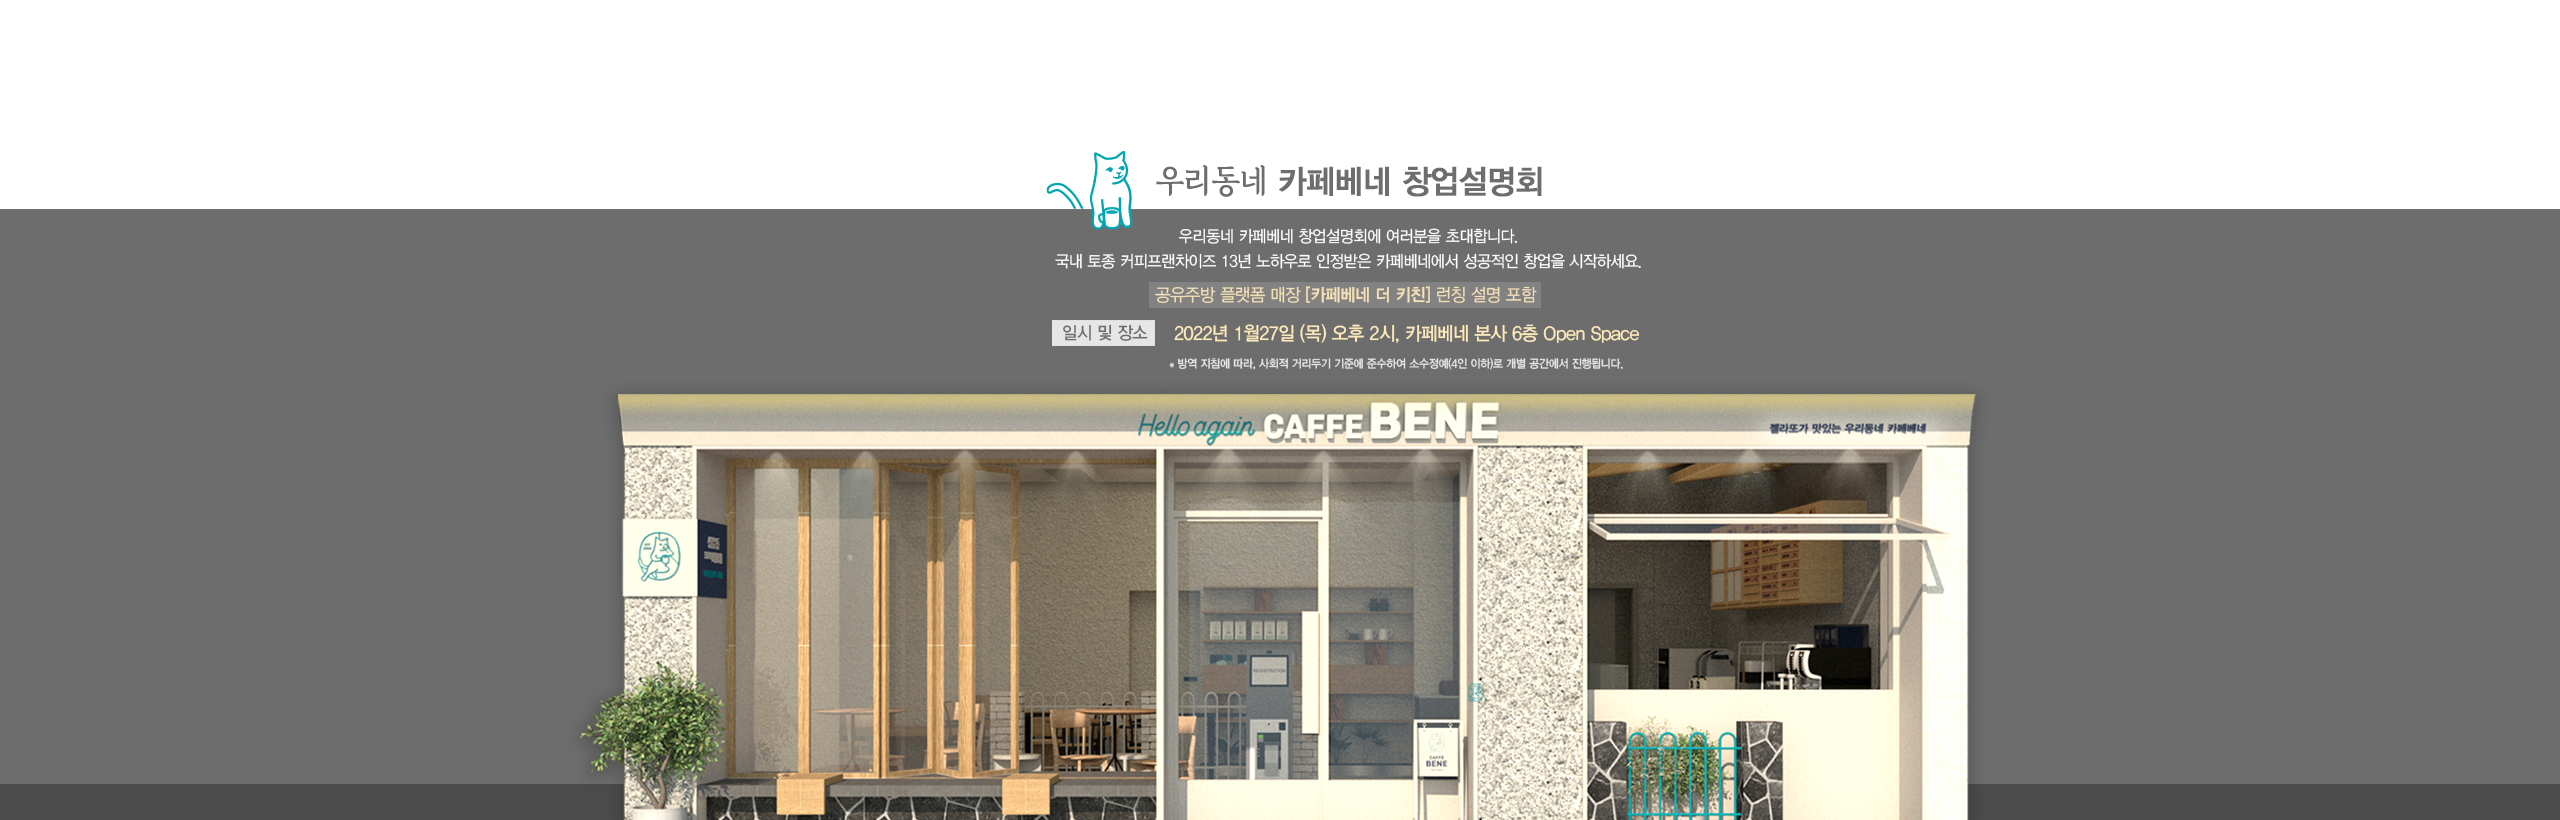 우리동네 카페베네 창업설명회
우리동네 카페베네 창업설명회에 여러분을 초대합니다.
국내 토종 커피프랜차이즈 13년 노하우로 인정받은 카페베네에서 성공적인 창업을 시작하세요.
공유주방 플랫폼 매장 [카페베네 더 키친] 런칭 설명 포함
일시 및 장소 2022년 1월27일 (목) 오후 2시, 카페베네 본사 6층 Open Space
* 방역 지침에 따라, 사회적 거리두기 기준에 준수하여 소수정예(4인 이하)로 개별 공간에서 진행됩니다.
Hello again CAFFE BENE
젤라또가 맛있는 우리동네 카페베네
REGISTRATION
CAFFE
BENE